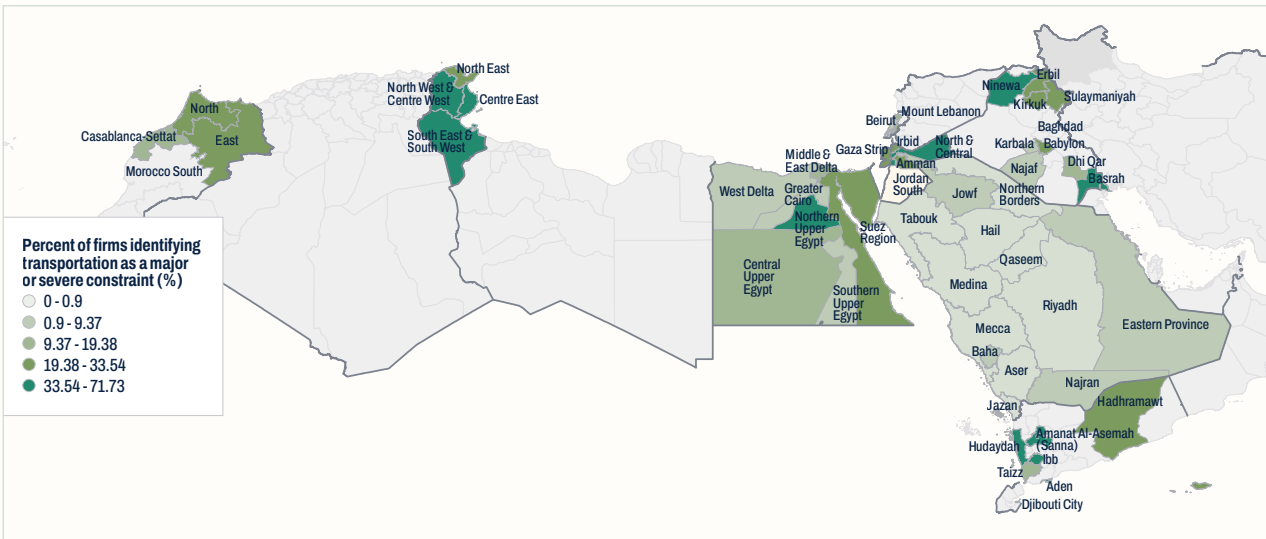 North East
North West &
Centre West
Centre East
South East &
South West
North
Casablanca-Settat
East
Morocco South
Ninewa
Erbil
Kirkuk
Sulaymaniyah
Mount Lebanon
Beirut
Baghdad
Irbid
North &
Central
Karbala
Babylon
Gaza Strip
Amman
Dhi Qar
Najaf
Basrah
Middle &
East Delta
Jordan
South
West Delta
Greater
Cairo
Jowf
Northern
Borders
Northern
Upper
Egypt
Suez
Region
Tabouk
Hail
Qaseem
Central
Upper
Egypt
Southern
Upper
Egypt
Medina
Riyadh
Eastern Province
Mecca
Baha
Aser
Najran
Jazan
Hadhramawt
Amanat Al-Asemah
(Sanna)
Hudaydah
Ibb
Taizz
Aden
Djibouti City
Percent of firms identifying
transportation as a major
or severe constraint (%)
0 - 0.9
0.9 - 9.37
9.37 - 19.38
19.38 - 33.54
33.54 - 71.73